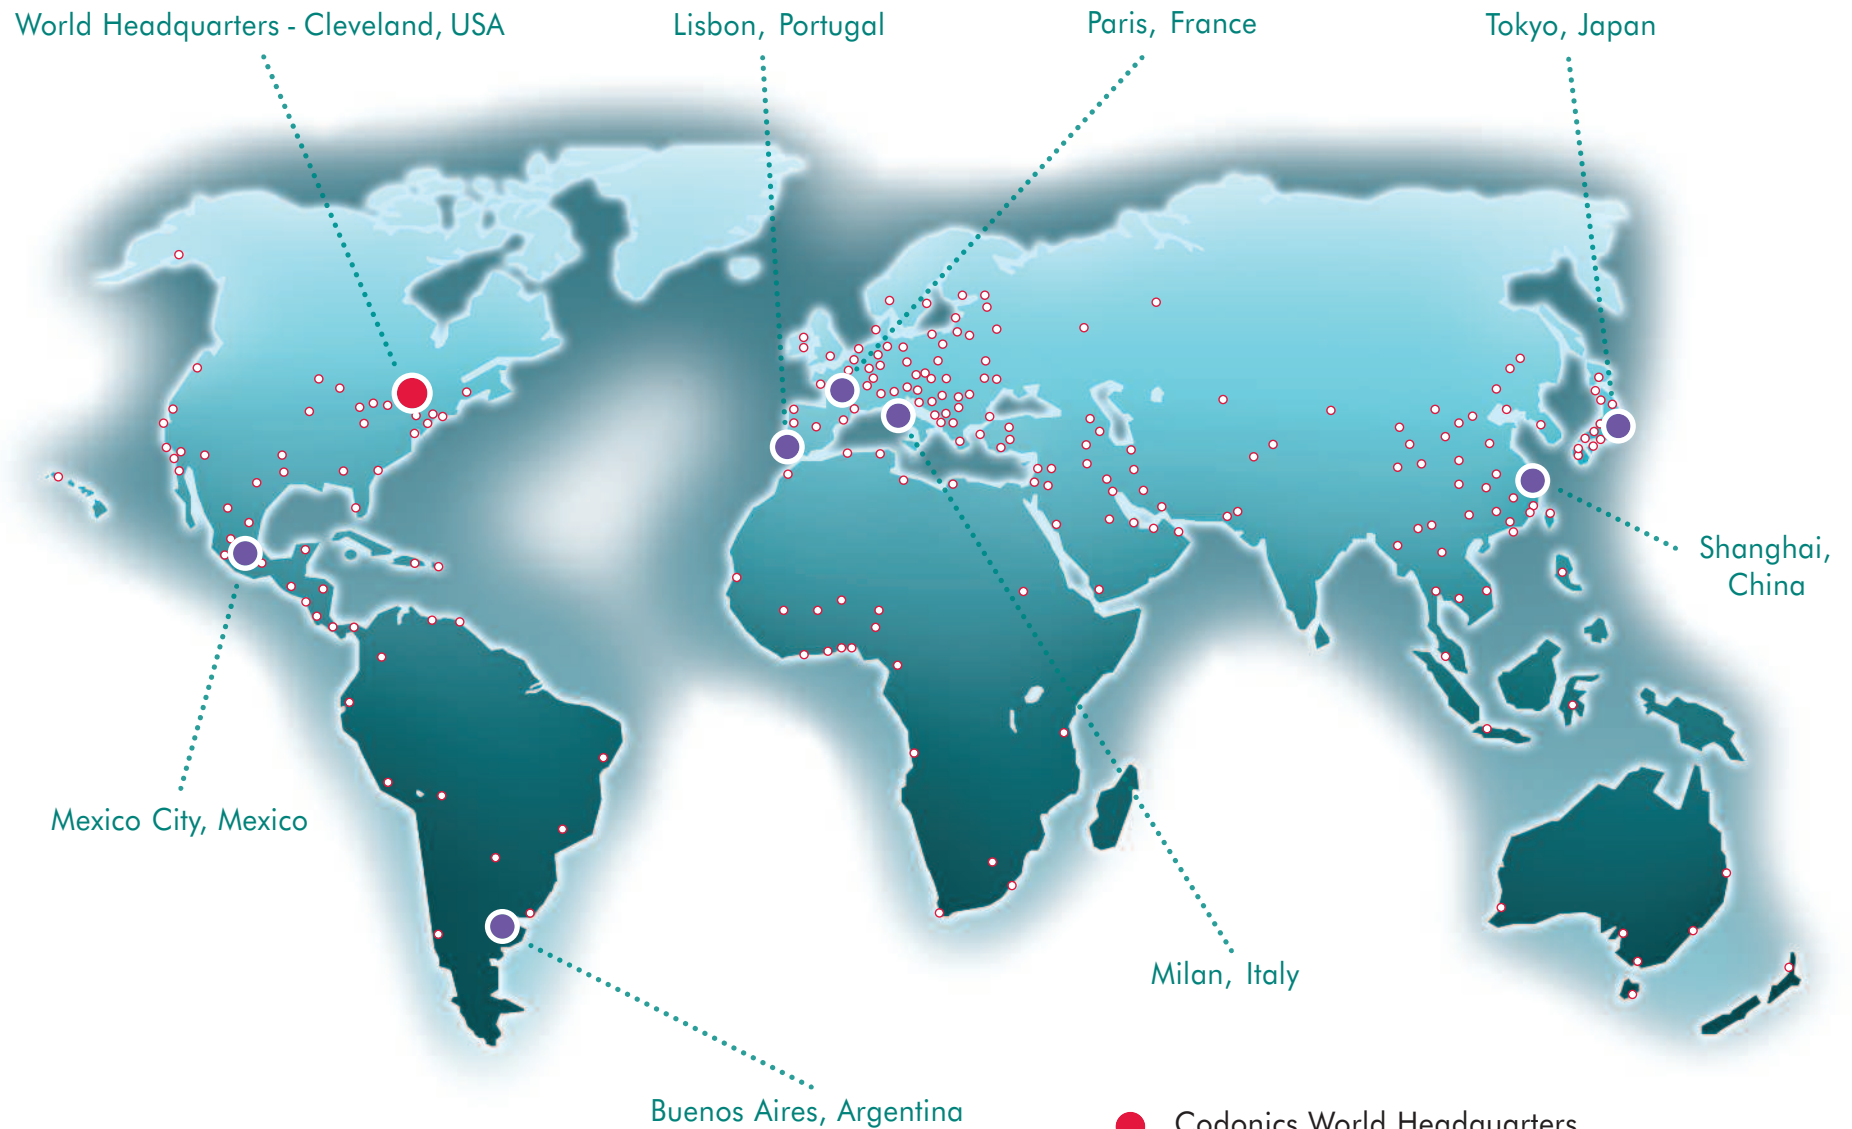 World Headquarters - Cleveland, USA
Lisbon, Portugal
Paris, France
Tokyo, Japan
Shanghai,
China
Mexico City, Mexico
Milan, Italy
Buenos Aires, Argentina
Codonics World Headquarters